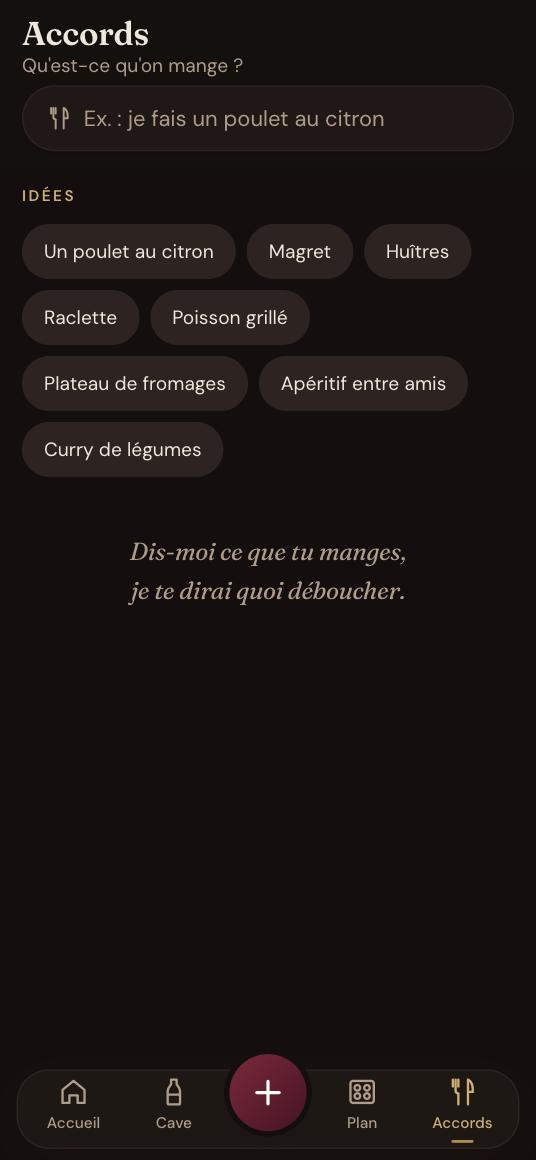 Accords
Qu'est-ce qu'on mange ?
Ex. : je fais un poulet au citron
IDÉES
Un poulet au citron
Magret
Huîtres
Raclette
Poisson grillé
Plateau de fromages
Apéritif entre amis
Curry de légumes
Dis-moi ce que tu manges,
je te dirai quoi déboucher.
Accueil
Cave
Plan
Accords